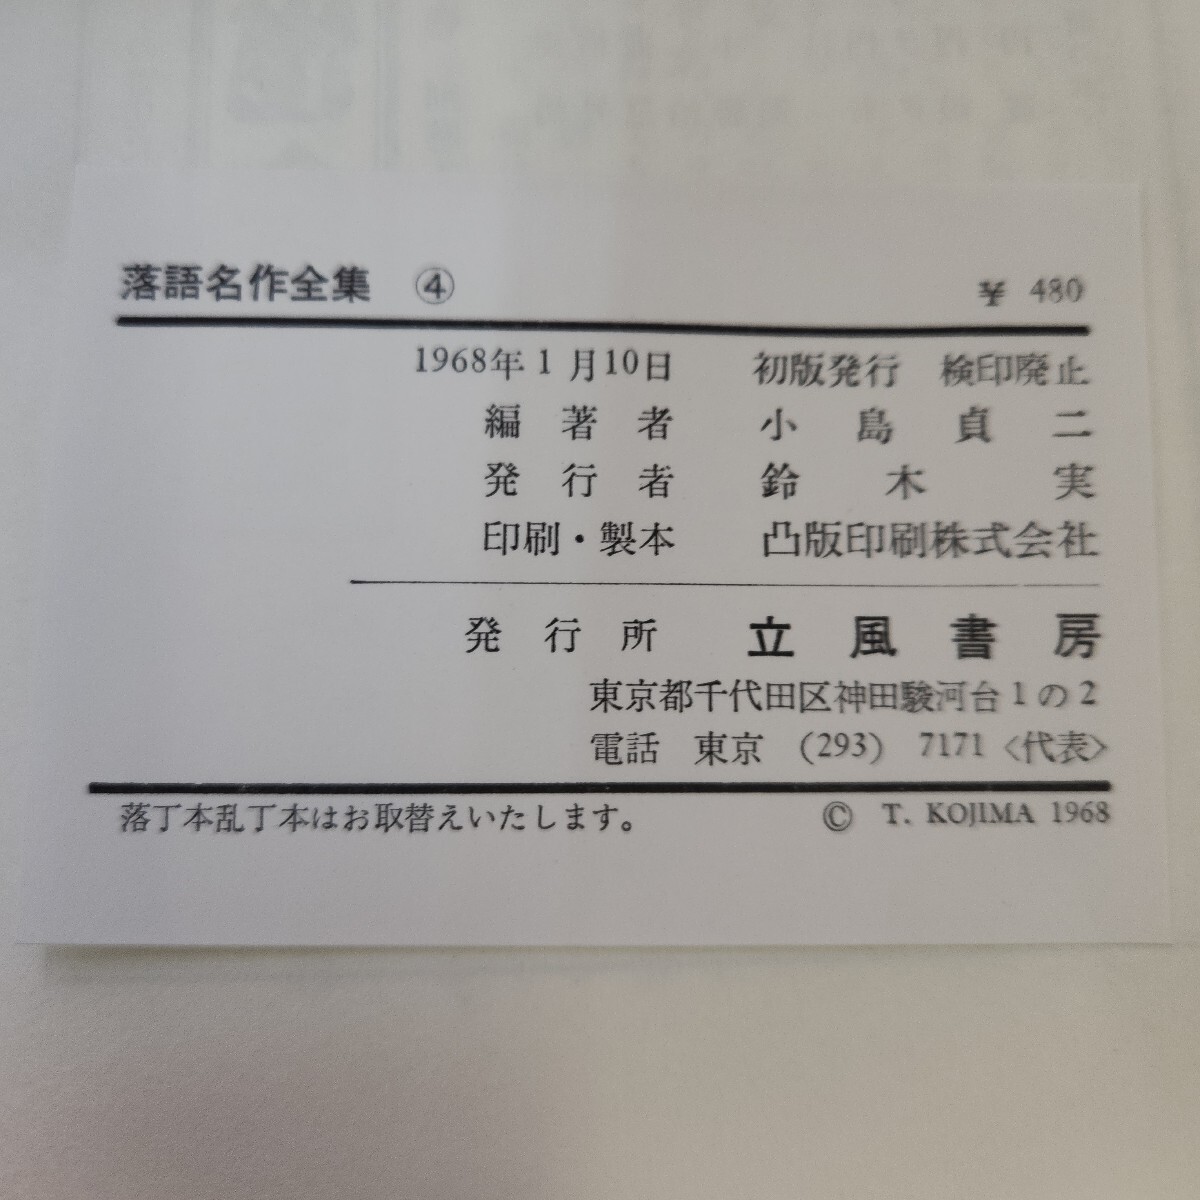 落語名作全集 ④ ¥ 480
1968年1月10日 初版発行 検印廃止
編著者 小島貞二
発行者 鈴木実
印刷・製本 凸版印刷株式会社
発行所 立風書房
東京都千代田区神田駿河台1の2
電話 東京 (293) 7171〈代表〉
落丁本乱丁本はお取替えいたします。 © T. KOJIMA 1968